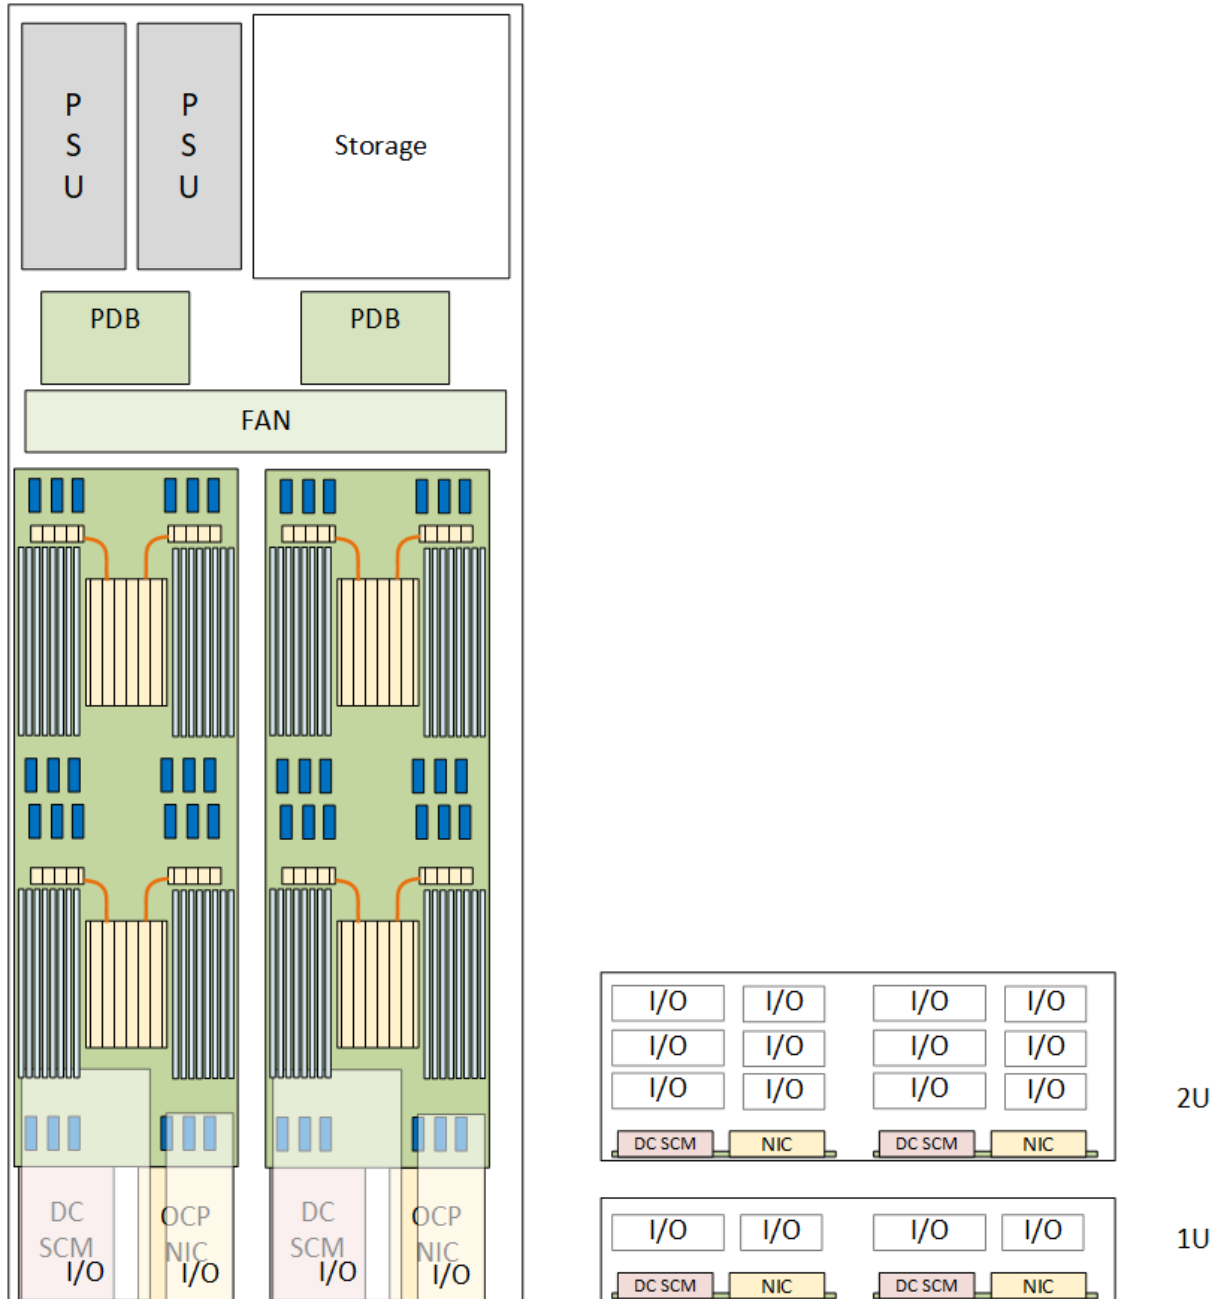 P
S
U
P
S
U
Storage
PDB
PDB
FAN
DC
SCM
I/O
OCP
NIC
I/O
DC
SCM
I/O
OCP
NIC
I/O
I/O I/O I/O I/O
I/O I/O I/O I/O
I/O I/O I/O I/O
2U
DC SCM NIC DC SCM NIC
I/O I/O I/O I/O
1U
DC SCM NIC DC SCM NIC